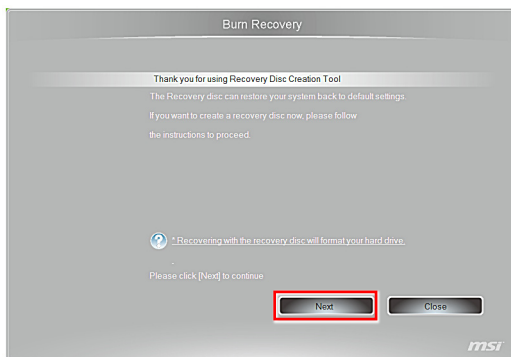 Burn Recovery
Thank you for using Recovery Disc Creation Tool
The Recovery disc can restore your system back to default settings.
If you want to create a recovery disc now, please follow
the instructions to proceed.
* Recovering with the recovery disc will format your hard drive.
-
Please click [Next] to continue
Next Close
msi